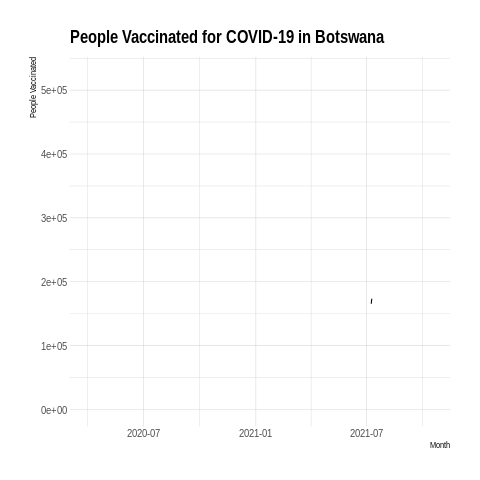 People Vaccinated for COVID-19 in Botswana
People Vaccinated
5e+05
4e+05
3e+05
2e+05
1e+05
0e+00
2020-07 2021-01 2021-07
Month